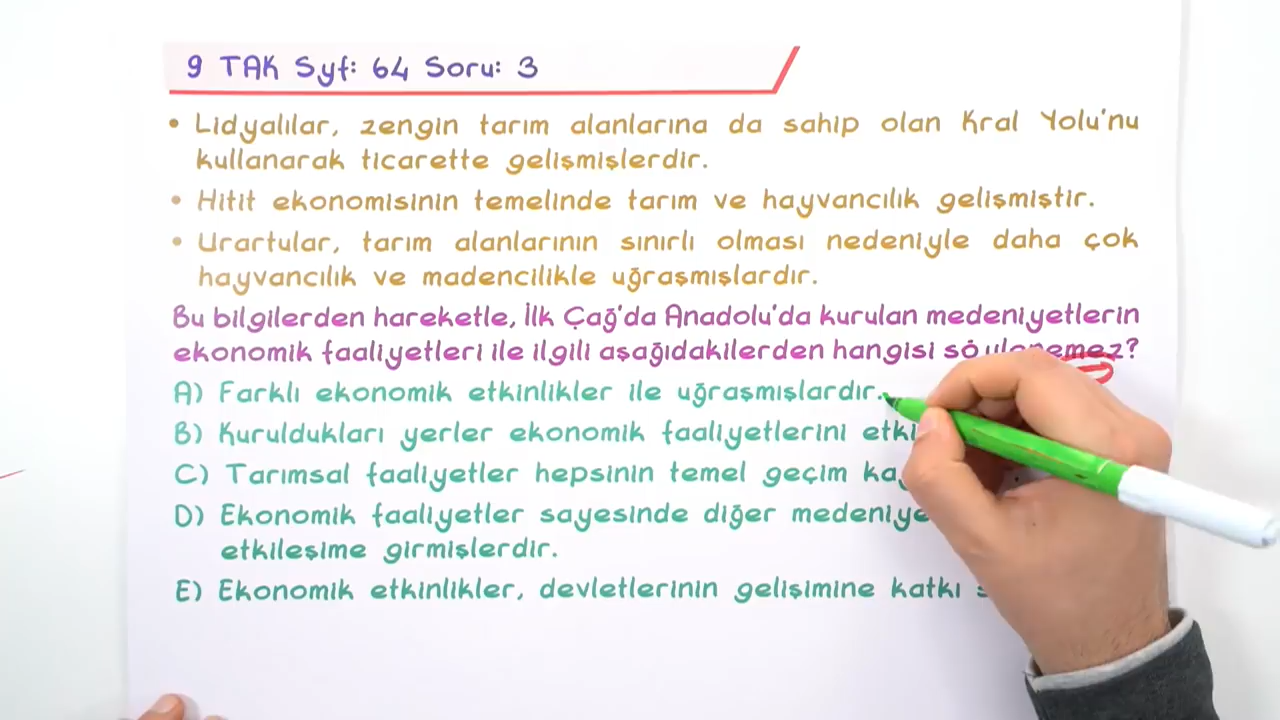 9 TAK Syf: 64 Soru: 3
• Lidyalılar, zengin tarım alanlarına da sahip olan Kral Yolu'nu
kullanarak ticarette gelişmişlerdir.
• Hitit ekonomisinin temelinde tarım ve hayvancılık gelişmiştir.
• Urartular, tarım alanlarının sınırlı olması nedeniyle daha çok
hayvancılık ve madencilikle uğraşmışlardır.
Bu bilgilerden hareketle, İlk Çağ'da Anadolu'da kurulan medeniyetlerin
ekonomik faaliyetleri ile ilgili aşağıdakilerden hangisi söylenemez?
A) Farklı ekonomik etkinlikler ile uğraşmışlardır.
B) Kuruldukları yerler ekonomik faaliyetlerini
C) Tarımsal faaliyetler hepsinin temel geçim
D) Ekonomik faaliyetler sayesinde diğer
etkileşime girmişlerdir.
E) Ekonomik etkinlikler, devletlerinin gelişimine katkı